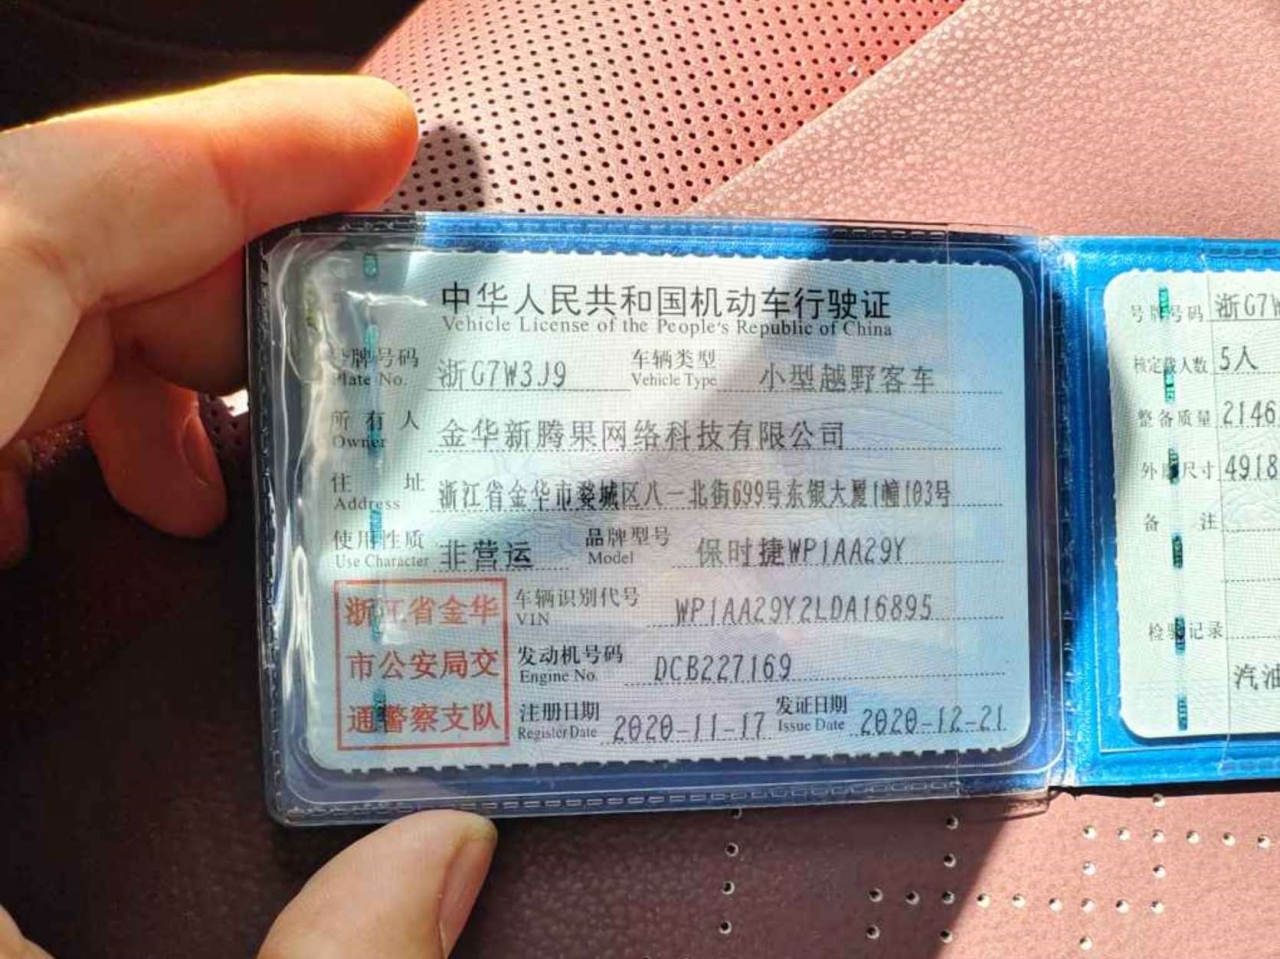 中华人民共和国机动车行驶证
Vehicle License of the People's Republic of China
号牌号码 浙G7W3J9 车辆类型 小型越野客车
Plate No. Vehicle Type
所有人 金华新腾果网络科技有限公司
Owner
住址 浙江省金华市婺城区八一北街699号东银大厦1幢103号
Address
使用性质 非营运 品牌型号 保时捷WP1AA29Y
Use Character Model
浙江省金华
市公安局交
通警察支队
车辆识别代号 WP1AA29Y2LDA16895
VIN
发动机号码 DCB227169
Engine No.
注册日期 2020-11-17 发证日期 2020-12-21
Register Date Issue Date
号牌号码 浙G7W
核定载人数 5人
整备质量 2146
外廓尺寸 4918
备注
检验记录
汽油